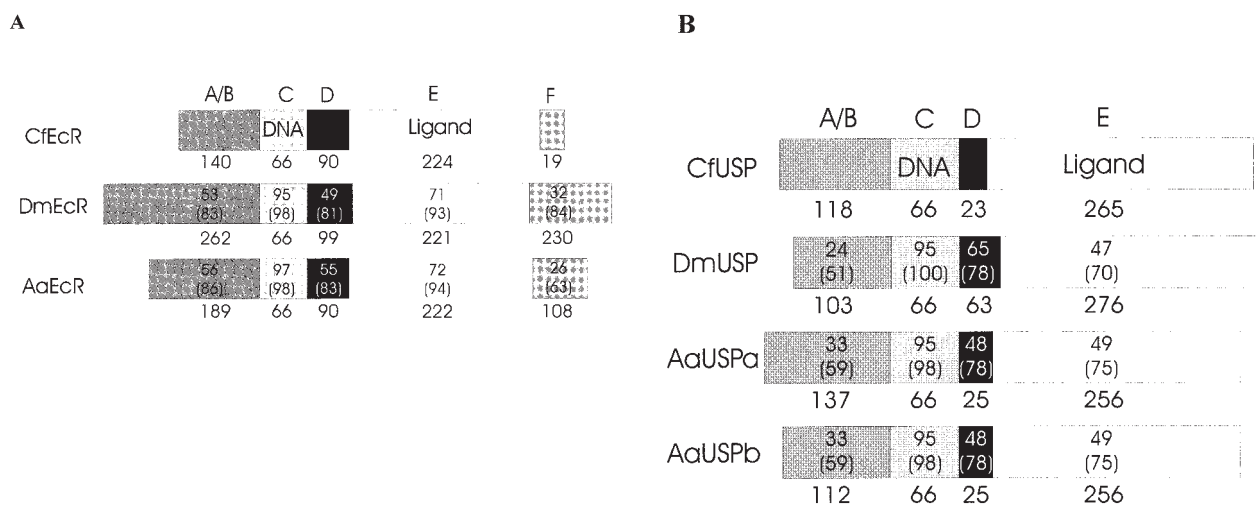 A
A/B C D E F
CfEcR DNA Ligand
140 66 90 224 19
53 95 49 71 32
DmEcR (83) (98) (81) (93) (84)
262 66 99 221 230
56 97 55 72 26
AaEcR (86) (98) (83) (94) (63)
189 66 90 222 108
B
A/B C D E
CfUSP DNA Ligand
118 66 23 265
24 95 65 47
DmUSP (51) (100) (78) (70)
103 66 63 276
33 95 48 49
AaUSPa (59) (98) (78) (75)
137 66 25 256
33 95 48 49
AaUSPb (59) (98) (78) (75)
112 66 25 256